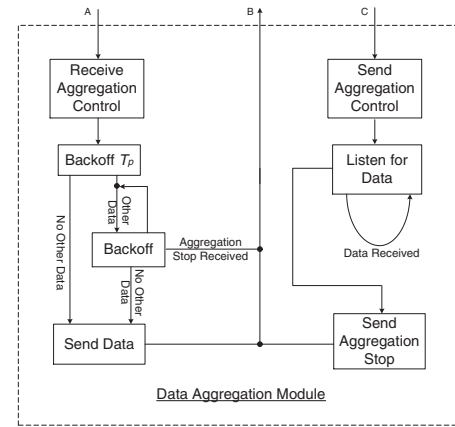 A
B
C
Receive
Aggregation
Control
Send
Aggregation
Control
Backoff Tp
Listen for
Data
Other
Data
No Other Data
Backoff
Aggregation
Stop Received
Data Received
No Other
Data
Send Data
Send
Aggregation
Stop
Data Aggregation Module